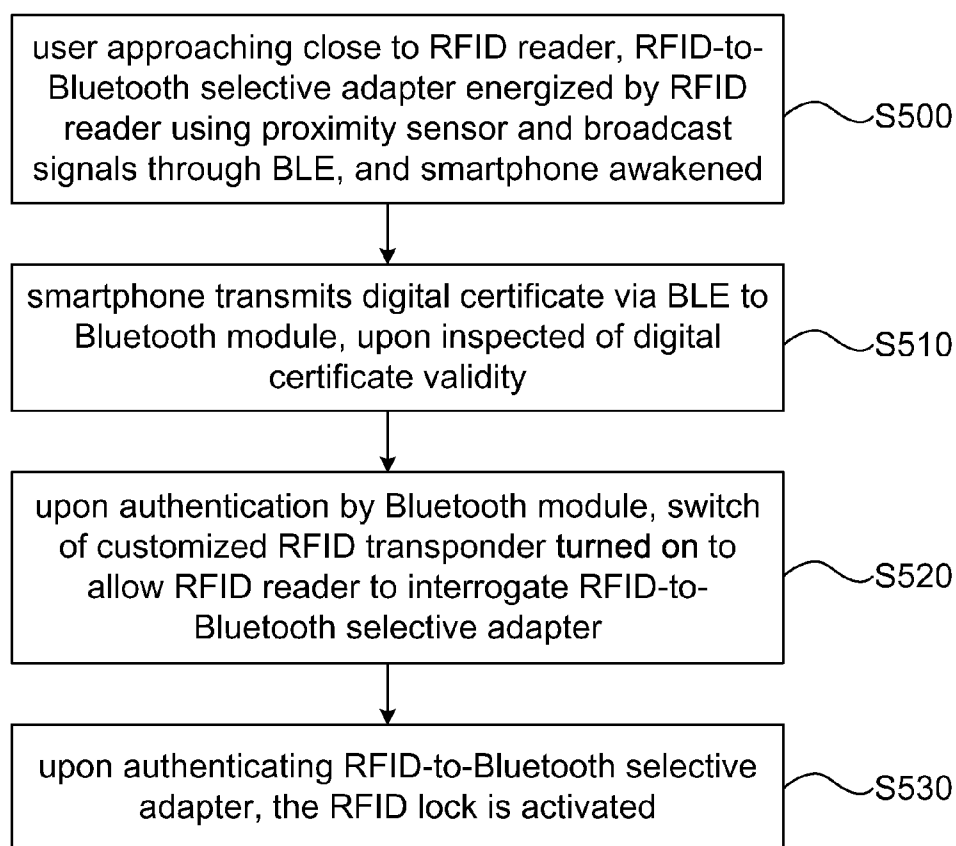 user approaching close to RFID reader, RFID-to-
Bluetooth selective adapter energized by RFID
reader using proximity sensor and broadcast
signals through BLE, and smartphone awakened
S500
smartphone transmits digital certificate via BLE to
Bluetooth module, upon inspected of digital
certificate validity
S510
upon authentication by Bluetooth module, switch
of customized RFID transponder turned on to
allow RFID reader to interrogate RFID-to-
Bluetooth selective adapter
S520
upon authenticating RFID-to-Bluetooth selective
adapter, the RFID lock is activated
S530